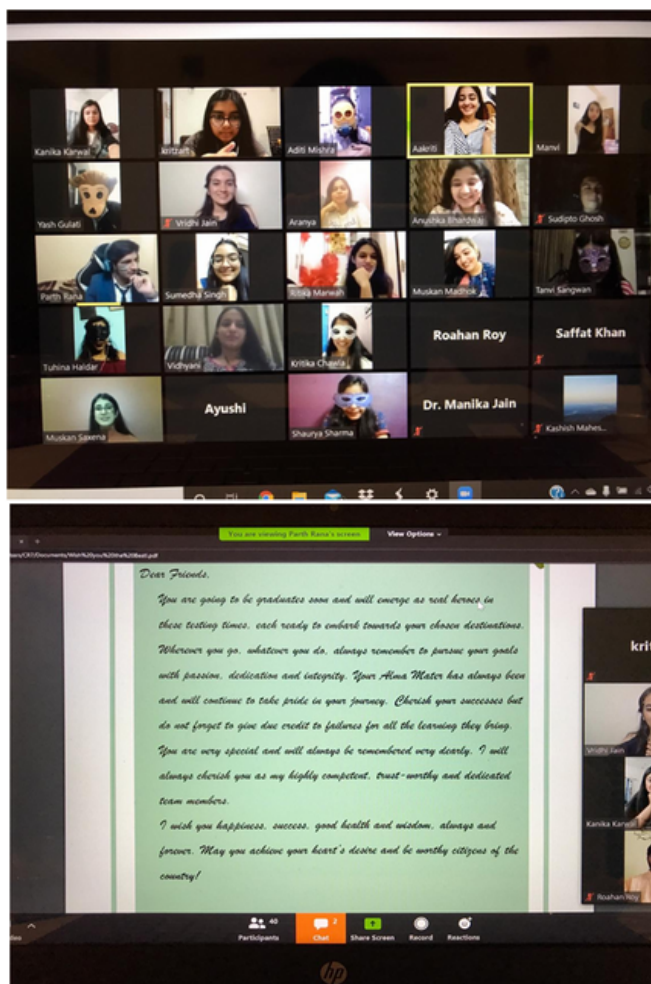 Kanika Karwal
kritzart
Aditi Mishra
Aakriti
Manvi
Yash Gulati
Vridhi Jain
Aranya
Anushka Bhardwaj
Sudipto Ghosh
Parth Rana
Sumedha Singh
Ritika Marwah
Muskan Madhok
Tanvi Sangwan
Tuhina Haldar
Vidhyani
Kritika Chawla
Roahan Roy
Saffat Khan
Muskan Saxena
Ayushi
Shaurya Sharma
Dr. Manika Jain
Kashish Mahes...
You are viewing Parth Rana's screen
View Options
Dear Friends,
You are going to be graduates soon and will emerge as real heroes in
these testing times, each ready to embark towards your chosen destinations.
Wherever you go, whatever you do, always remember to pursue your goals
with passion, dedication and integrity. Your Alma Mater has always been
and will continue to take pride in your journey. Cherish your successes but
do not forget to give due credit to failures for all the learning they bring.
You are very special and will always be remembered very dearly. I will
always cherish you as my highly competent, trust-worthy and dedicated
team members.
I wish you happiness, success, good health and wisdom, always and
forever. May you achieve your heart's desire and be worthy citizens of the
country!
krit
Vridhi Jain
Kanika Karwal
Roahan Roy
40
2
Participants
Chat
Share Screen
Record
Reactions
hp